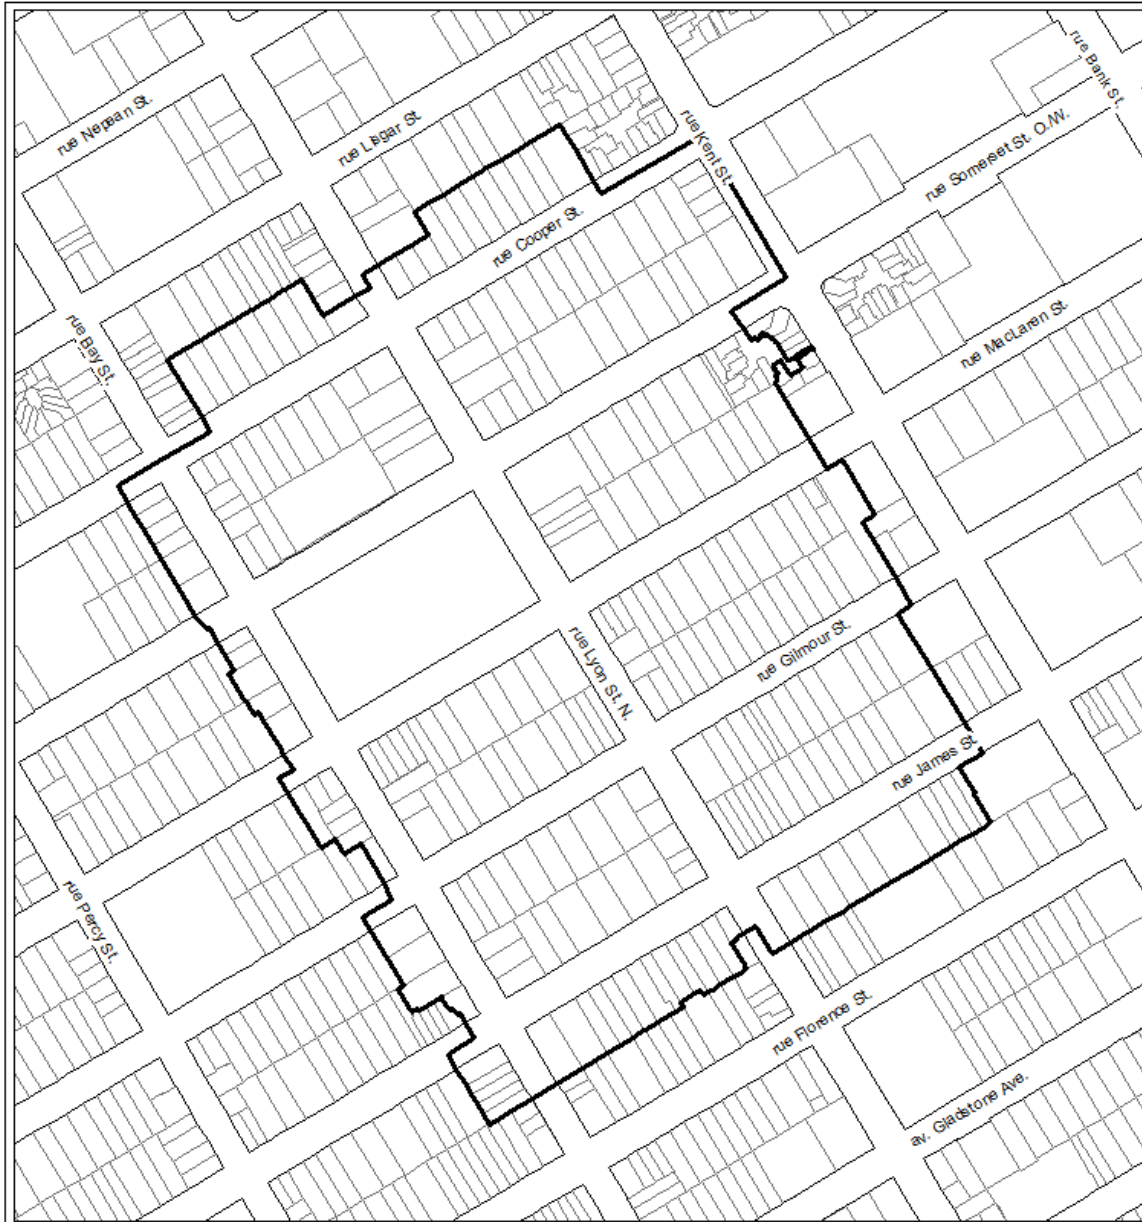 rue Bank St.
rue Nepean St.
rue Lisgar St.
rue Kent St.
rue Somerset St. O./W.
rue Cooper St.
rue Bay St.
rue MacLaren St.
rue Lyon St. N.
rue Gilmour St.
rue James St.
rue Percy St.
rue Florence St.
av. Gladstone Ave.